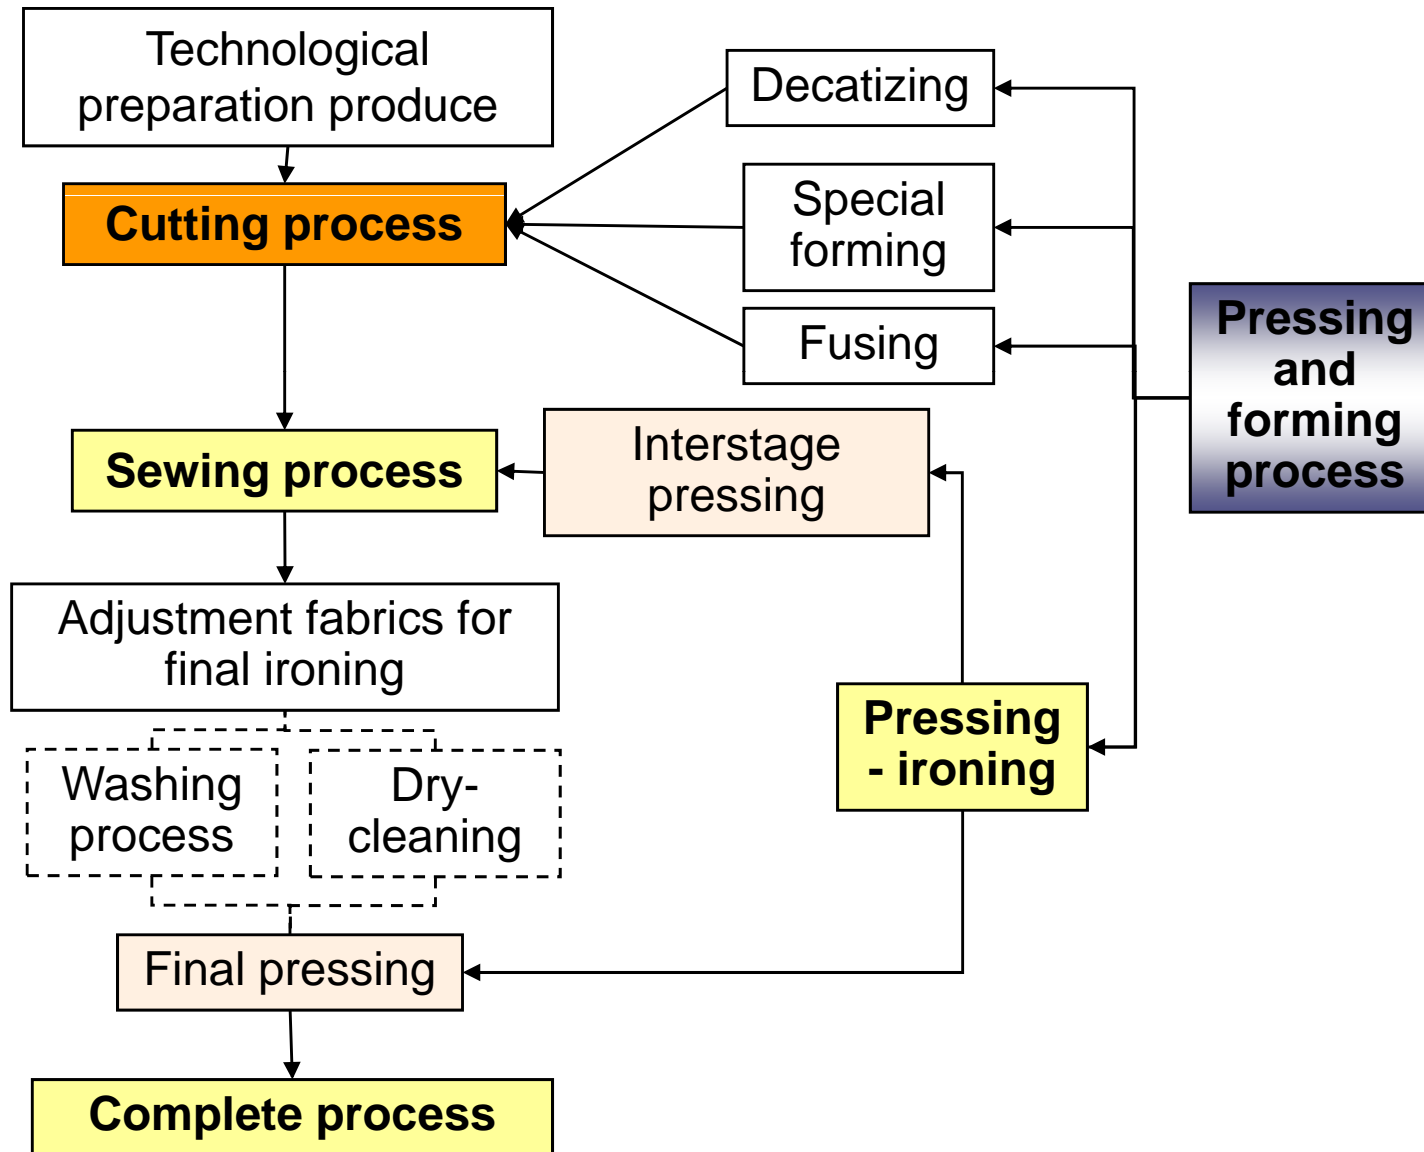 Technological
preparation produce
Decatizing
Cutting process
Special
forming
Fusing
Pressing
and
forming
process
Interstage
pressing
Sewing process
Adjustment fabrics for
final ironing
Pressing
- ironing
Washing
process
Dry-
cleaning
Final pressing
Complete process